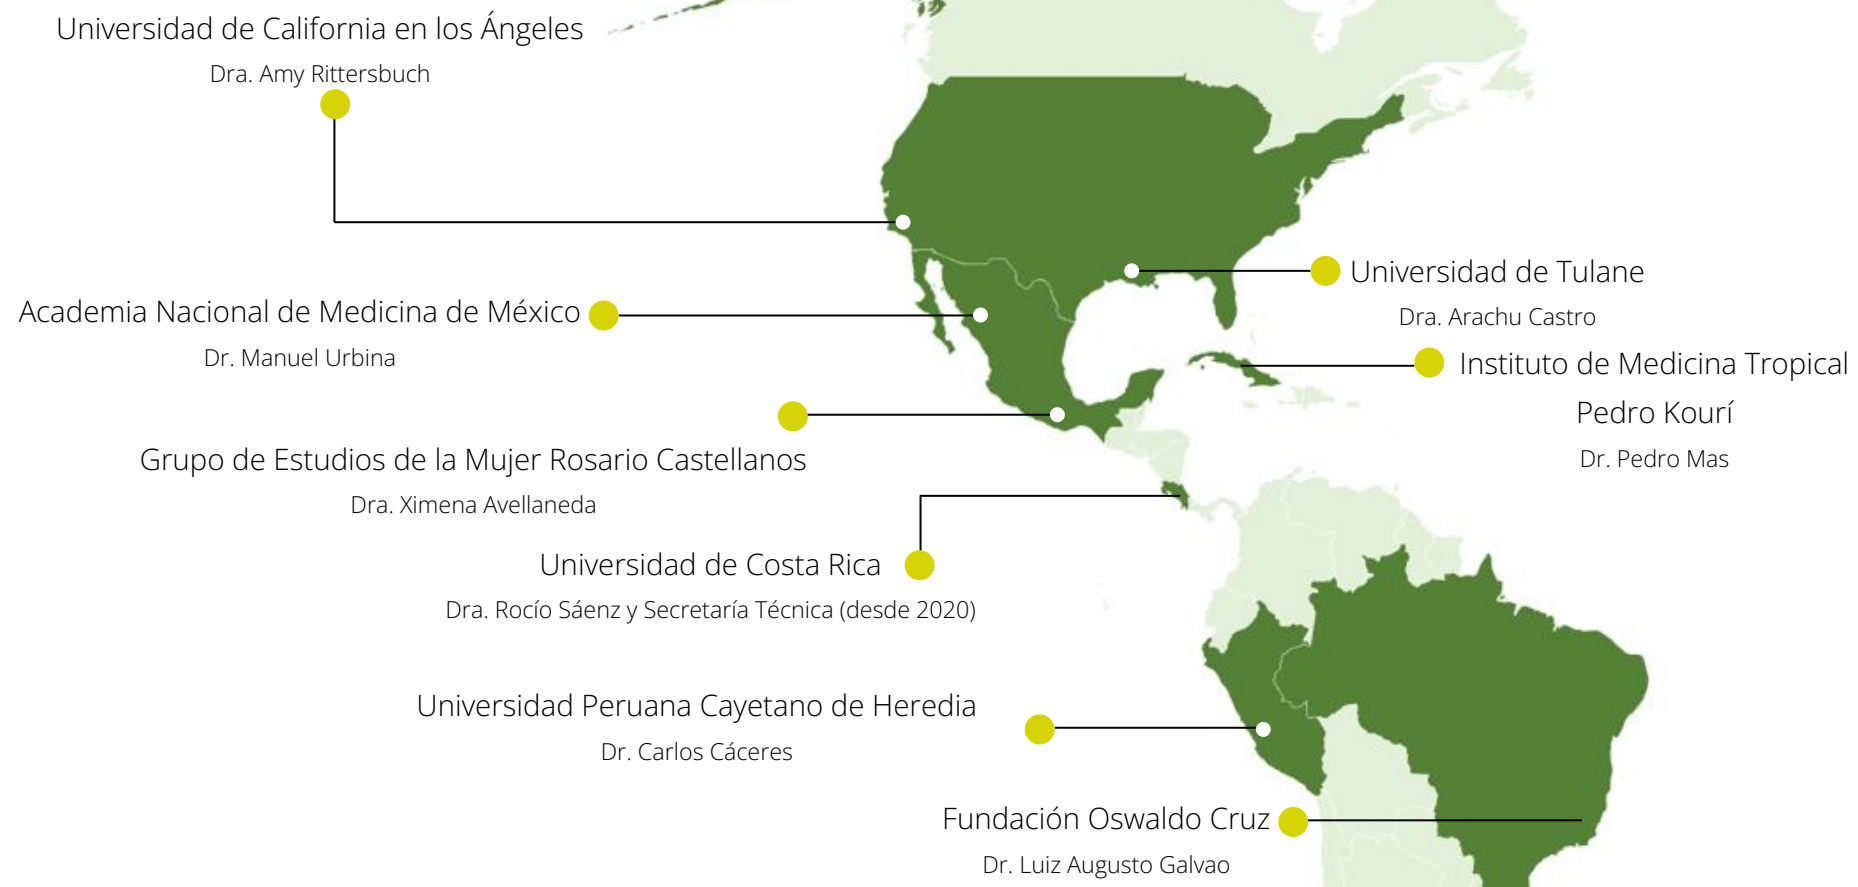 Universidad de California en los Ángeles
Dra. Amy Rittersbuch
Universidad de Tulane
Dra. Arachu Castro
Academia Nacional de Medicina de México
Dr. Manuel Urbina
Instituto de Medicina Tropical
Pedro Kourí
Dr. Pedro Mas
Grupo de Estudios de la Mujer Rosario Castellanos
Dra. Ximena Avellaneda
Universidad de Costa Rica
Dra. Rocío Sáenz y Secretaría Técnica (desde 2020)
Universidad Peruana Cayetano de Heredia
Dr. Carlos Cáceres
Fundación Oswaldo Cruz
Dr. Luiz Augusto Galvao